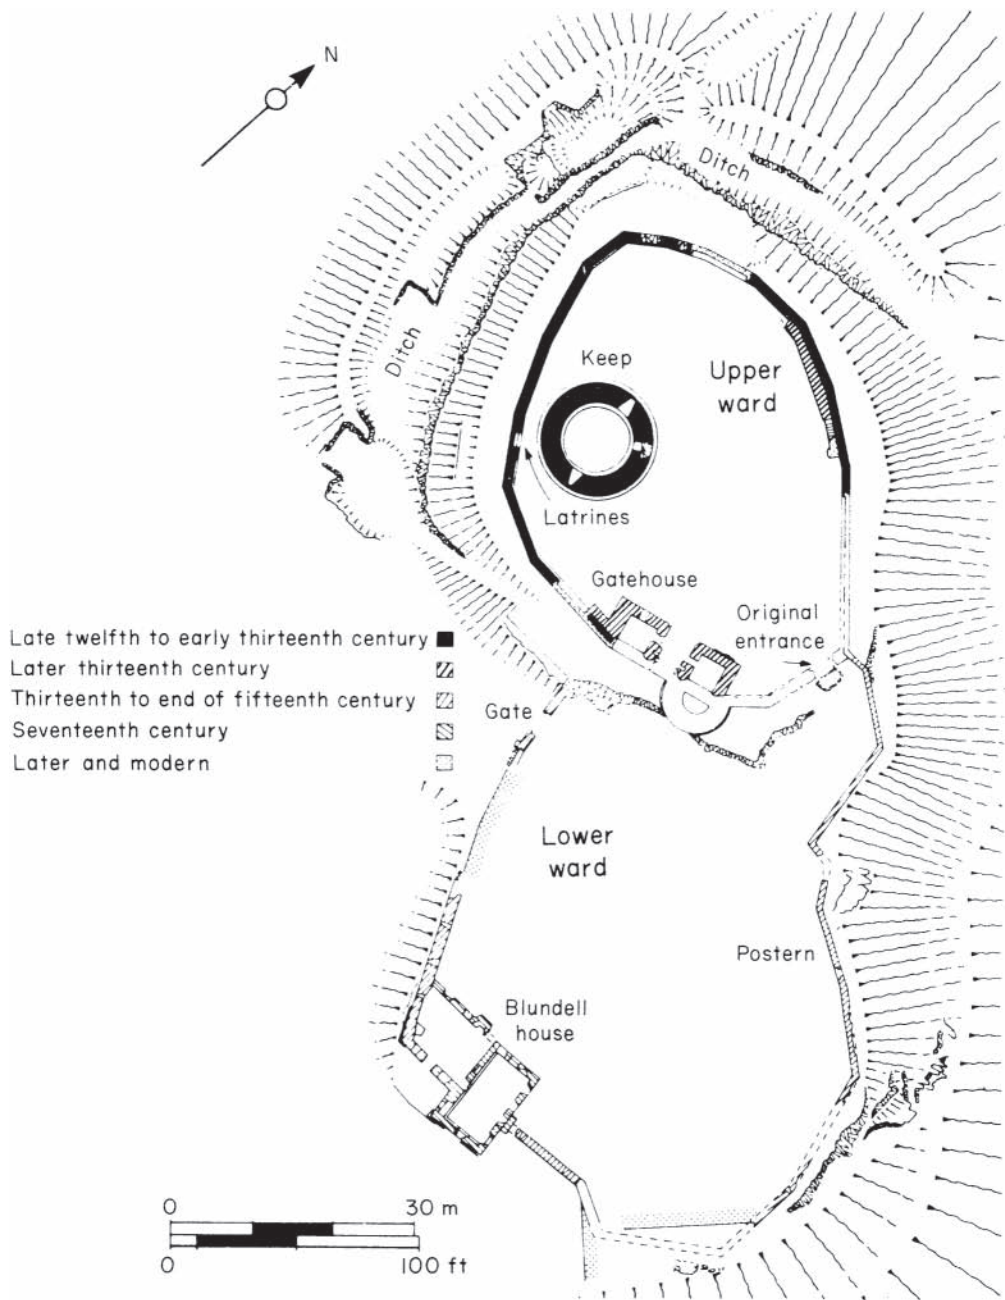 N
Ditch
Ditch
Keep
Upper
ward
Latrines
Gatehouse
Original
entrance
Late twelfth to early thirteenth century
Later thirteenth century
Thirteenth to end of fifteenth century
Seventeenth century
Later and modern
Gate
Lower
ward
Postern
Blundell
house
0 30 m
0 100 ft